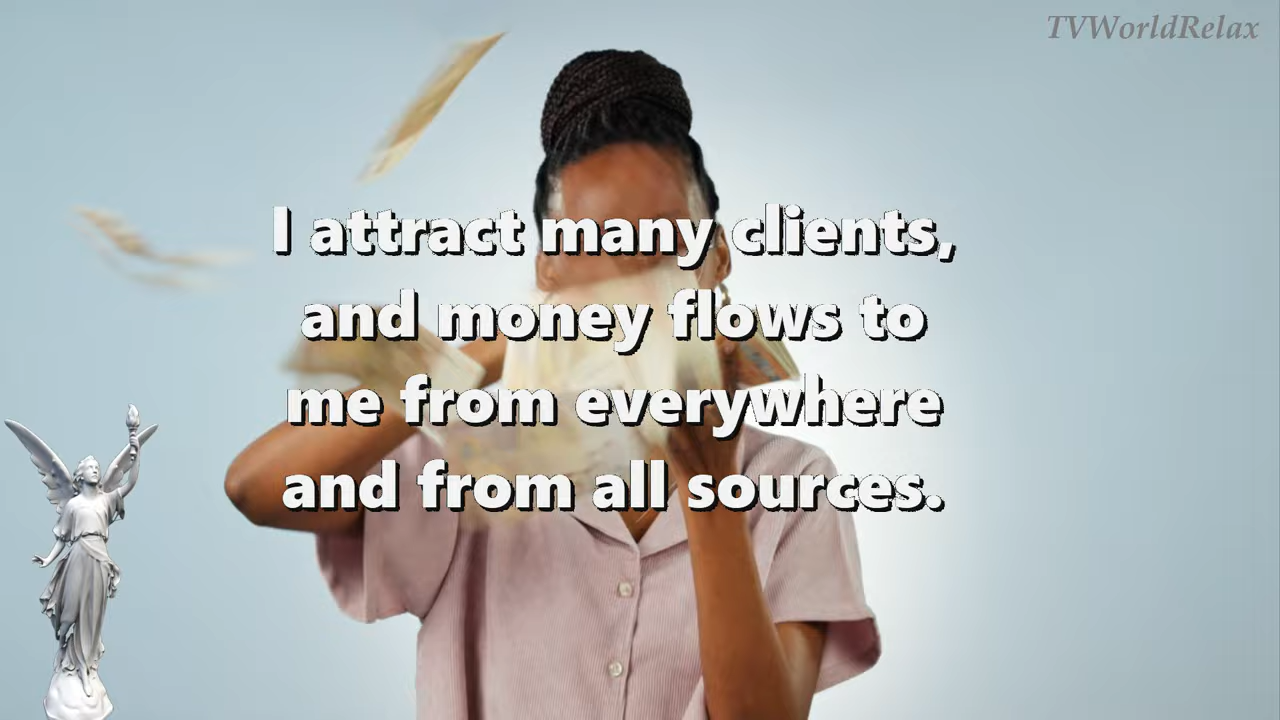 TVWorldRelax
I attract many clients,
and money flows to
me from everywhere
and from all sources.